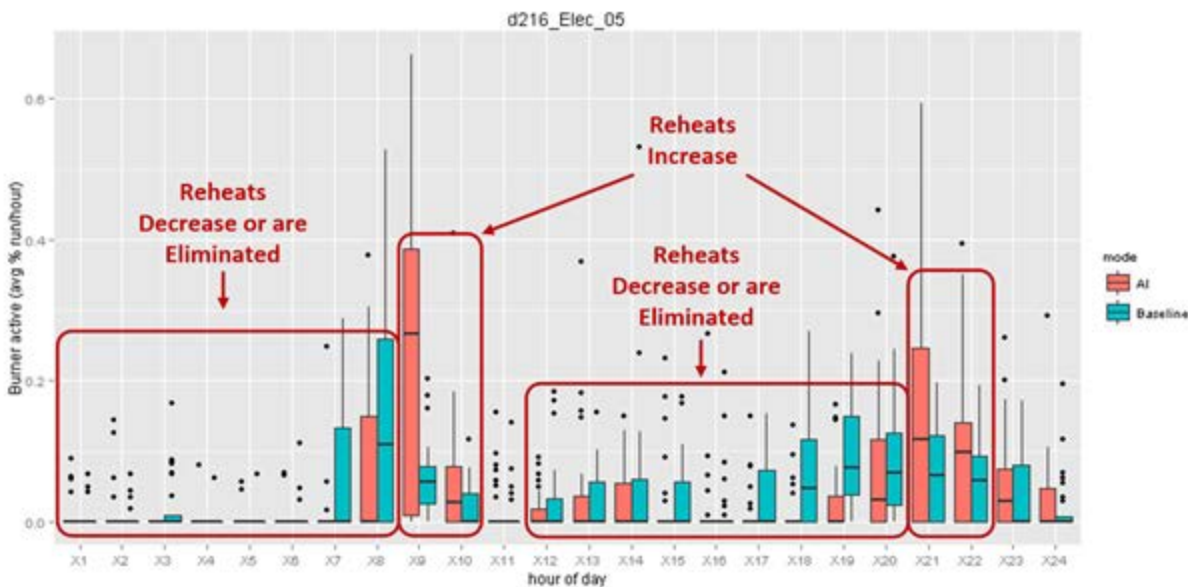 d216_Elec_05
Burner active (avg % run/hour)
0.6
0.4
0.2
0.0
Reheats
Decrease or are
Eliminated
Reheats
Increase
Reheats
Decrease or are
Eliminated
mode
AI
Baseline
X1 X2 X3 X4 X5 X6 X7 X8 X9 X10 X11 X12 X13 X14 X15 X16 X17 X18 X19 X20 X21 X22 X23 X24
hour of day